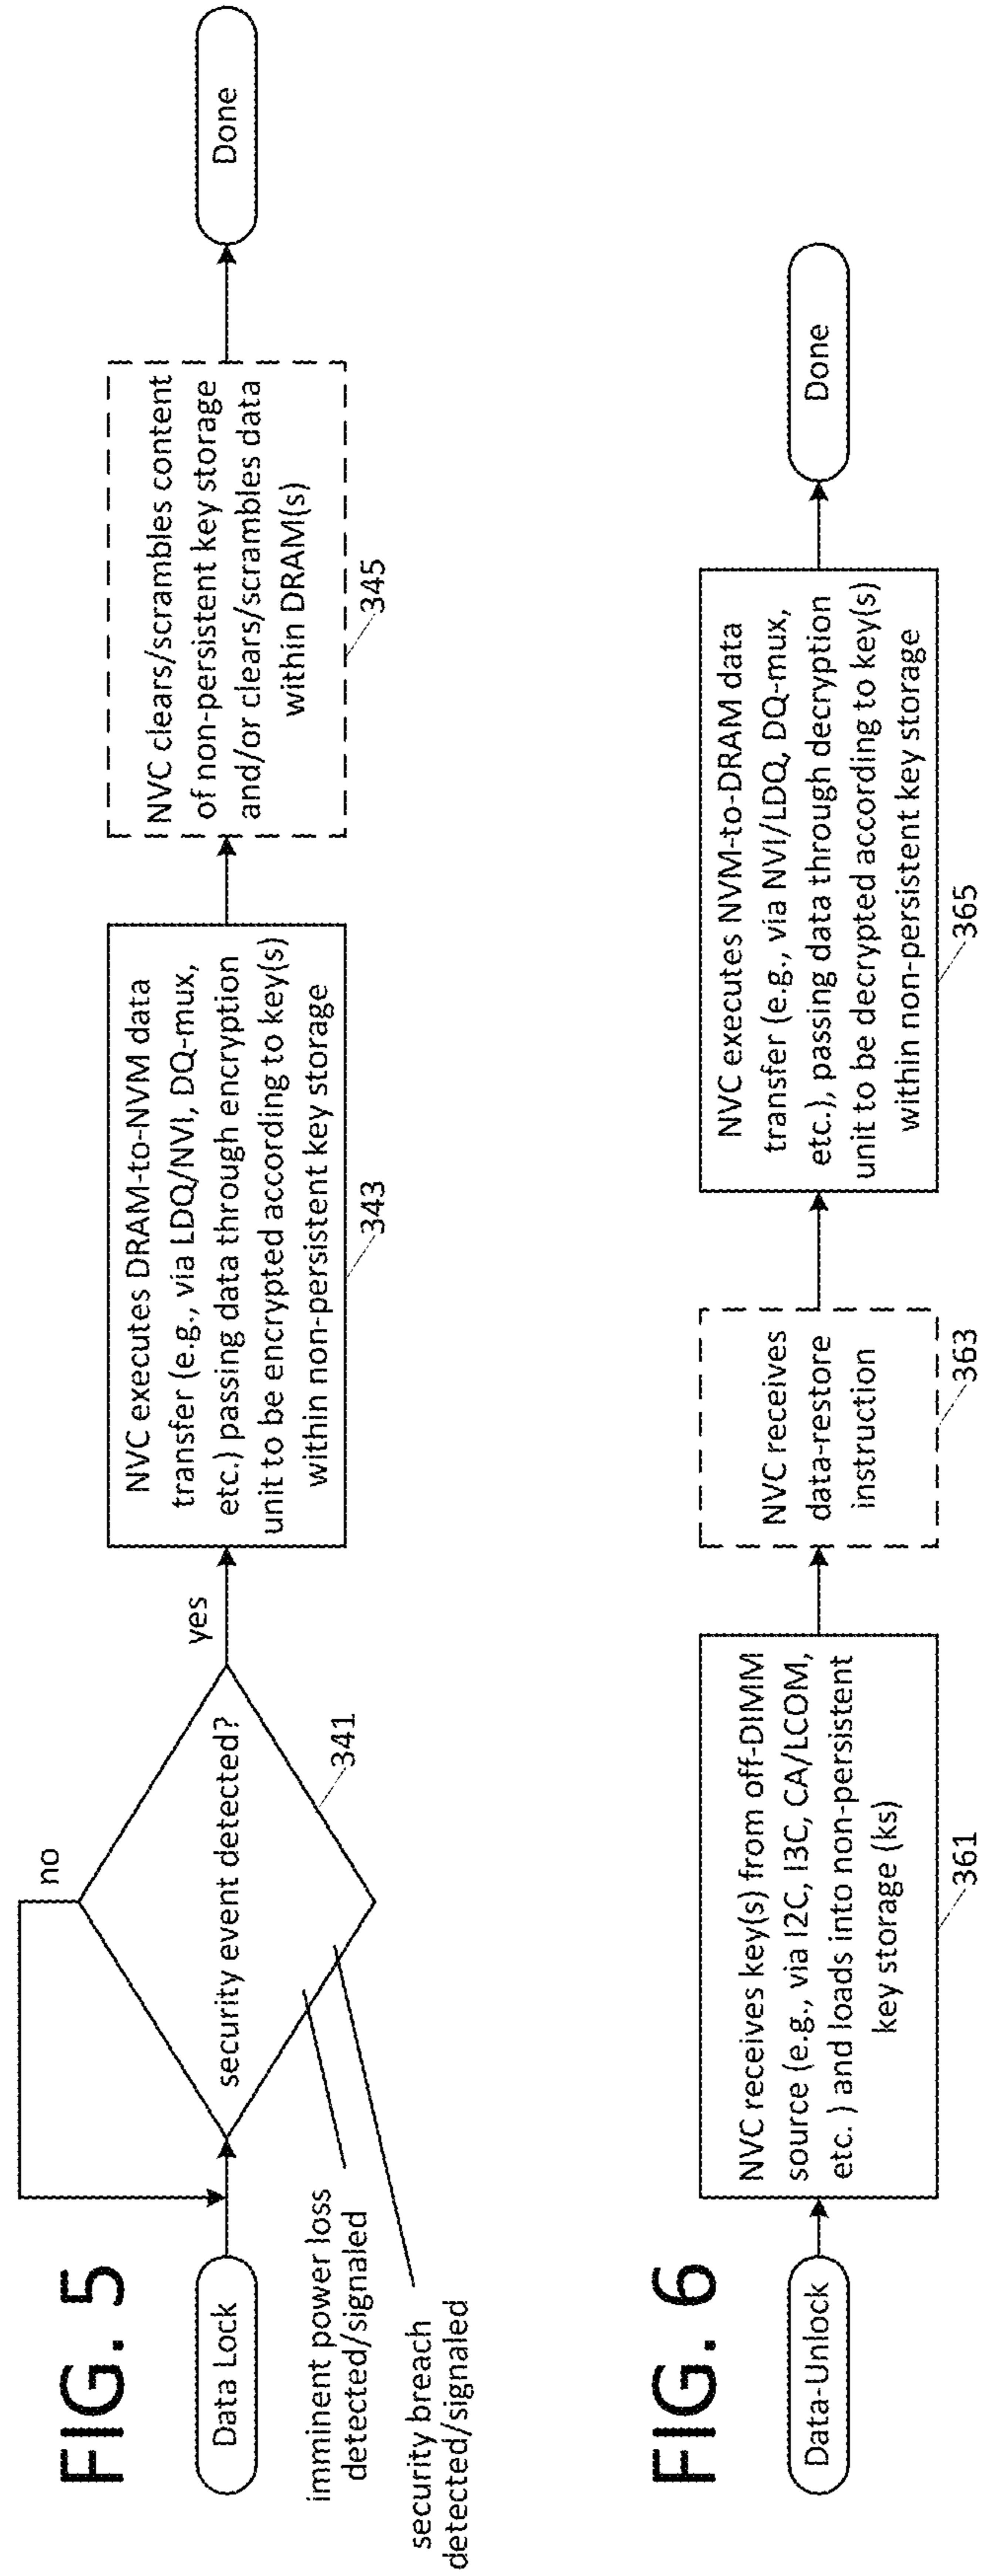 FIG. 5
Data Lock
no
security event detected?
yes
341
imminent power loss
detected/signaled
security breach
detected/signaled
NVC executes DRAM-to-NVM data
transfer (e.g., via LDQ/NVI, DQ-mux,
etc.) passing data through encryption
unit to be encrypted according to key(s)
within non-persistent key storage
343
NVC clears/scrambles content
of non-persistent key storage
and/or clears/scrambles data
within DRAM(s)
345
Done
FIG. 6
Data-Unlock
NVC receives key(s) from off-DIMM
source (e.g., via I2C, I3C, CA/LCOM,
etc. ) and loads into non-persistent
key storage (ks)
361
NVC receives
data-restore
instruction
363
NVC executes NVM-to-DRAM data
transfer (e.g., via NVI/LDQ, DQ-mux,
etc.), passing data through decryption
unit to be decrypted according to key(s)
within non-persistent key storage
365
Done